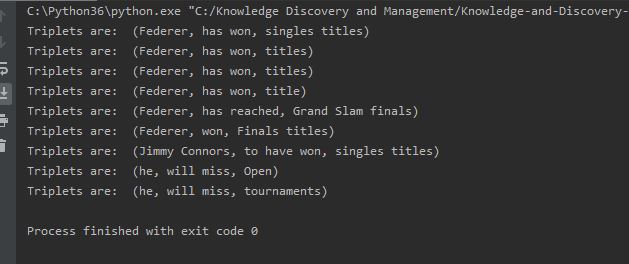 C:\Python36\python.exe "C:/Knowledge Discovery and Management/Knowledge-and-Discovery-
Triplets are:  (Federer, has won, singles titles)
Triplets are:  (Federer, has won, titles)
Triplets are:  (Federer, has won, titles)
Triplets are:  (Federer, has won, title)
Triplets are:  (Federer, has reached, Grand Slam finals)
Triplets are:  (Federer, won, Finals titles)
Triplets are:  (Jimmy Connors, to have won, singles titles)
Triplets are:  (he, will miss, Open)
Triplets are:  (he, will miss, tournaments)
Process finished with exit code 0